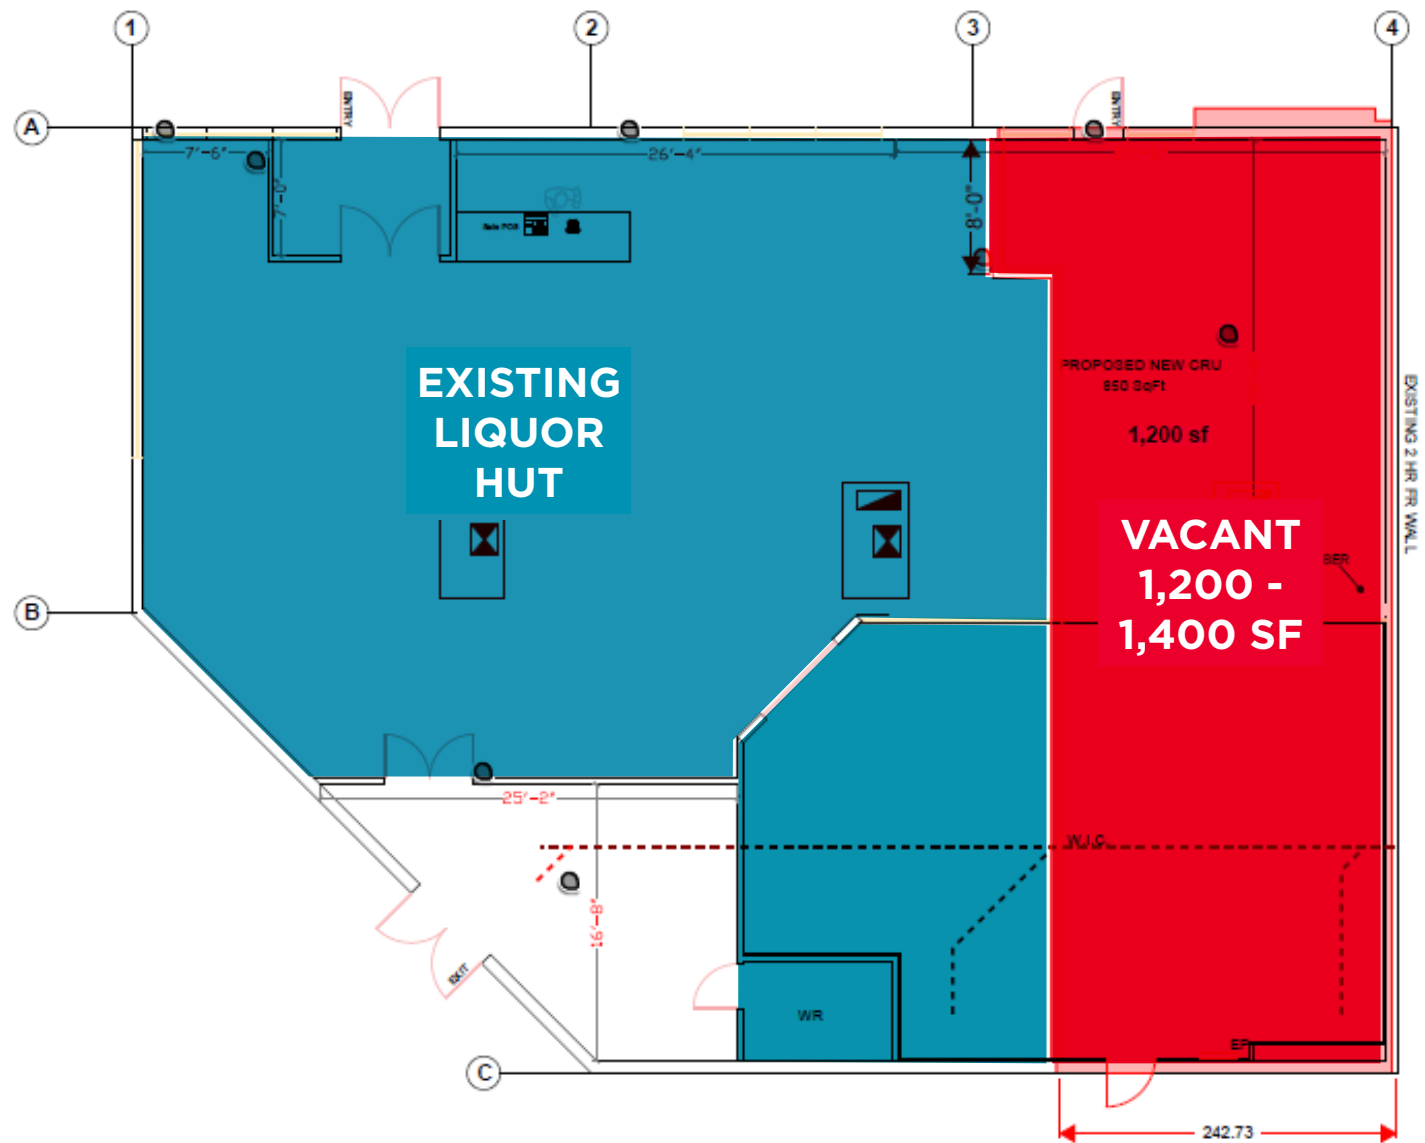 1
2
3
4
A
ENTRY
ENTRY
7'-6"
26'-4"
7'-0"
8'-0"
Sale POS
PROPOSED NEW CRU
850 SqFt
1,200 sf
EXISTING
LIQUOR
HUT
EXISTING 2 HR FR WALL
VACANT
1,200 -
1,400 SF
SER
B
25'-2"
W.I.C.
16'-8"
EXIT
WR
EP
C
242.73